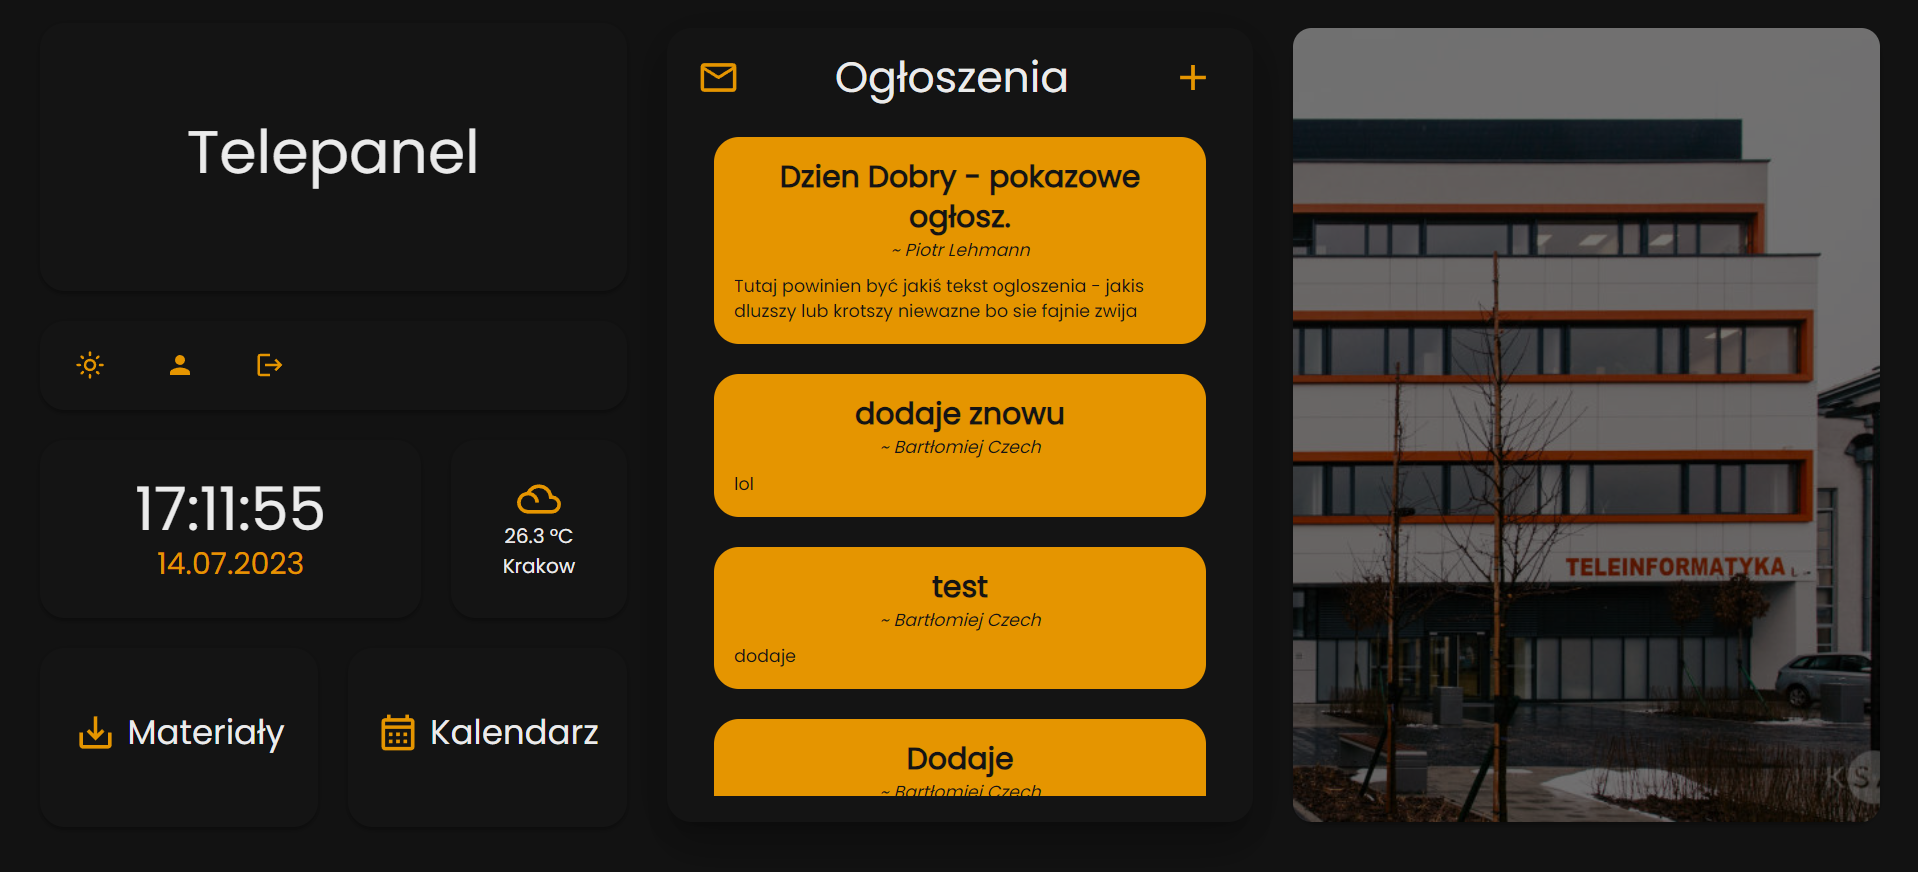 Telepanel
17:11:55
14.07.2023
26.3 °C
Krakow
Materiały
Kalendarz
Ogłoszenia
Dzien Dobry - pokazowe
ogłosz.
~ Piotr Lehmann
Tutaj powinien być jakiś tekst ogloszenia - jakis
dluzszy lub krotszy niewazne bo sie fajnie zwija
dodaje znowu
~ Bartłomiej Czech
lol
test
~ Bartłomiej Czech
dodaje
Dodaje
~ Bartłomiej Czech
TELEINFORMATYKA